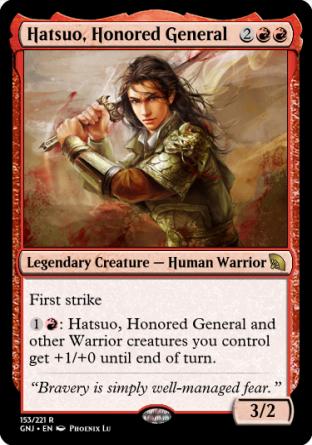 Hatsuo, Honored General 2
Legendary Creature — Human Warrior
First strike
1 : Hatsuo, Honored General and
other Warrior creatures you control
get +1/+0 until end of turn.
“Bravery is simply well-managed fear.”
3/2
153/221 R
GNJ • EN Phoenix Lu